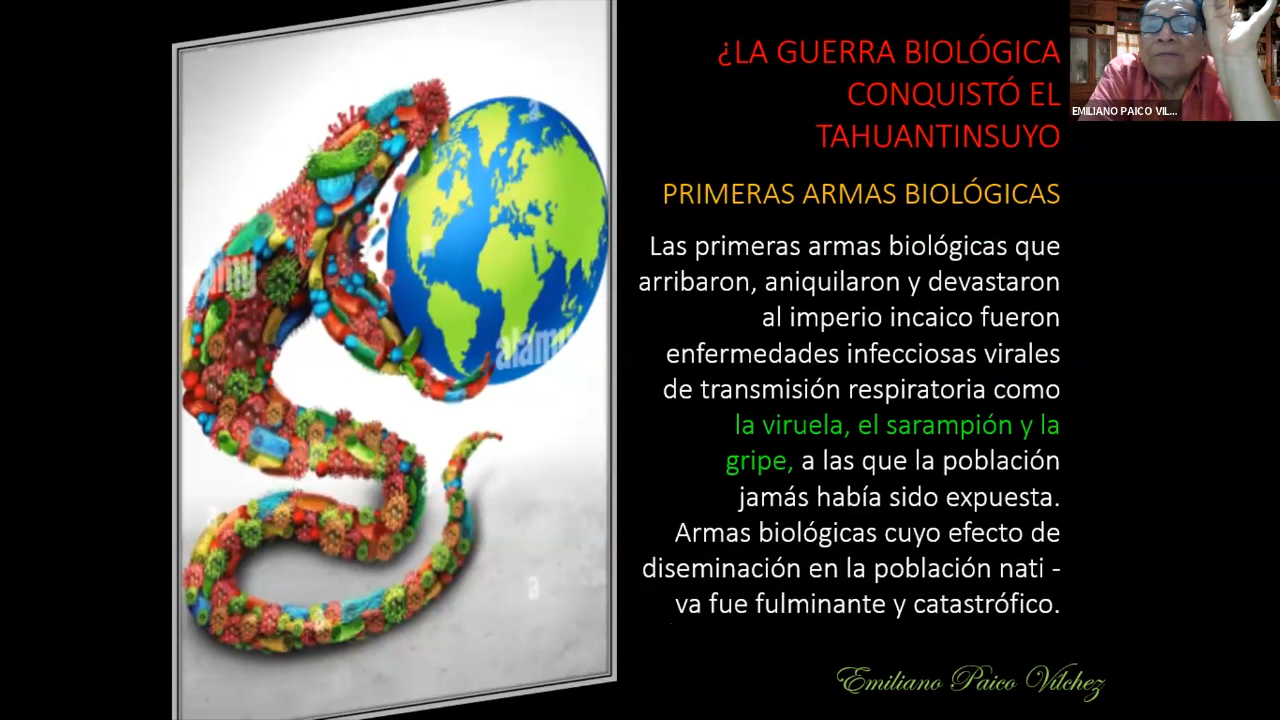 ¿LA GUERRA BIOLÓGICA
CONQUISTÓ EL
TAHUANTINSUYO
PRIMERAS ARMAS BIOLÓGICAS
Las primeras armas biológicas que
arribaron, aniquilaron y devastaron
al imperio incaico fueron
enfermedades infecciosas virales
de transmisión respiratoria como
la viruela, el sarampión y la
gripe, a las que la población
jamás había sido expuesta.
Armas biológicas cuyo efecto de
diseminación en la población nati -
va fue fulminante y catastrófico.
Emiliano Paico Vilchez
EMILIANO PAICO VIL...
alamy
a